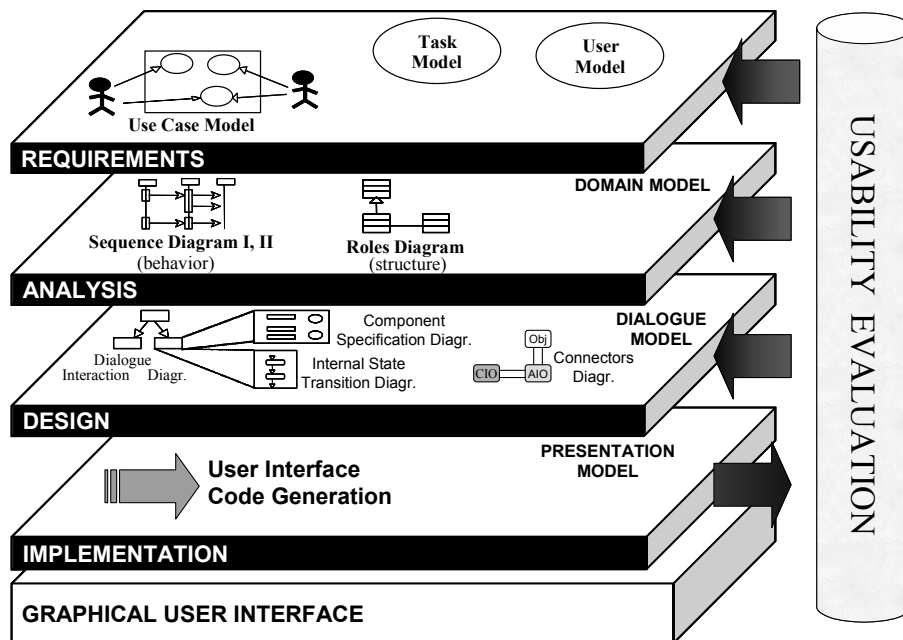 Task
Model
User
Model
Use Case Model
REQUIREMENTS
DOMAIN MODEL
Sequence Diagram I, II
(behavior)
Roles Diagram
(structure)
ANALYSIS
DIALOGUE
MODEL
Component
Specification Diagr.
Dialogue
Interaction Diagr.
Internal State
Transition Diagr.
Obj
CIO
AIO
Connectors
Diagr.
DESIGN
PRESENTATION
MODEL
User Interface
Code Generation
IMPLEMENTATION
GRAPHICAL USER INTERFACE
USABILITY EVALUATION